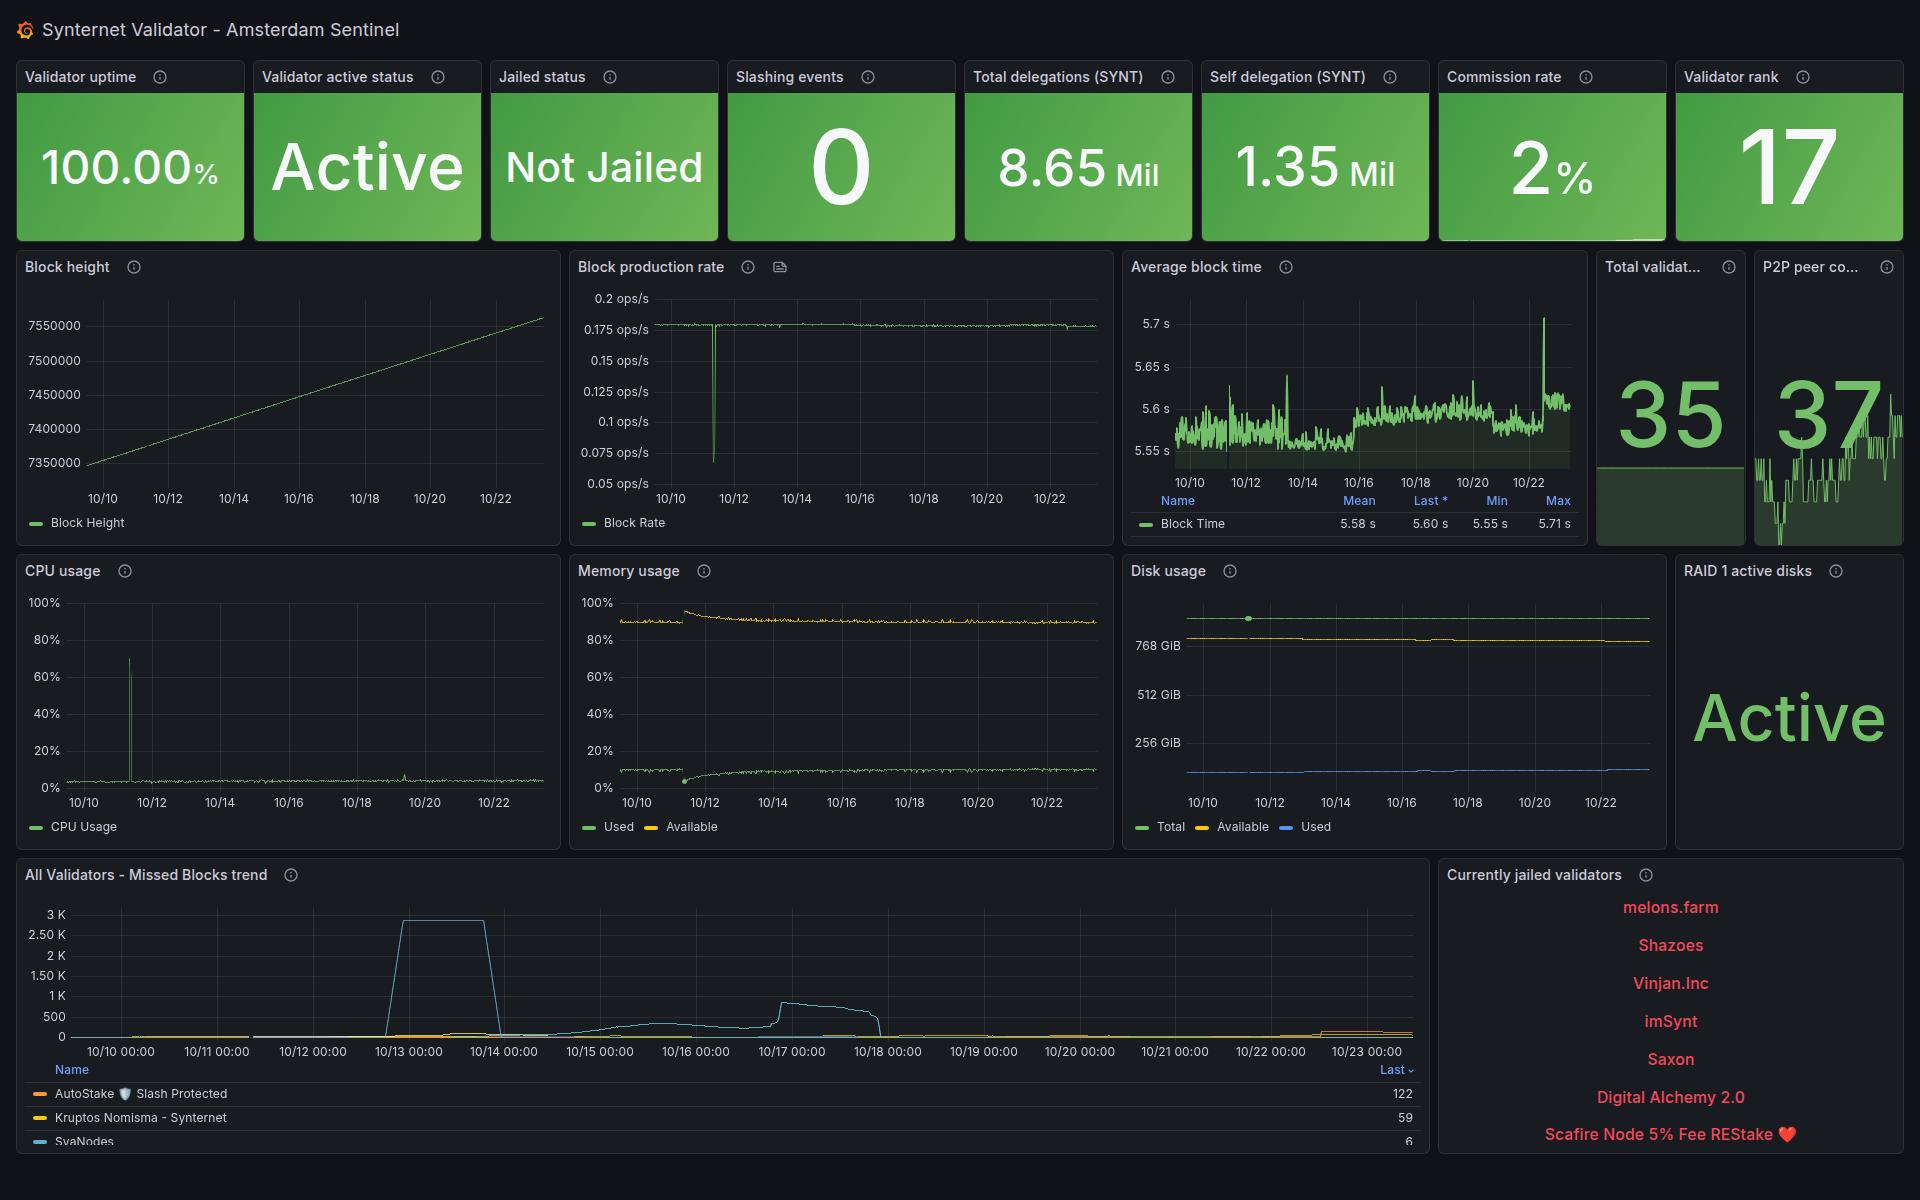 Synternet Validator - Amsterdam Sentinel
Validator uptime
Validator active status
Jailed status
Slashing events
Total delegations (SYNT)
Self delegation (SYNT)
Commission rate
Validator rank
100.00%
Active
Not Jailed
0
8.65 Mil
1.35 Mil
2%
17
Block height
7550000
7500000
7450000
7400000
7350000
10/10 10/12 10/14 10/16 10/18 10/20 10/22
Block Height
Block production rate
0.2 ops/s
0.175 ops/s
0.15 ops/s
0.125 ops/s
0.1 ops/s
0.075 ops/s
0.05 ops/s
10/10 10/12 10/14 10/16 10/18 10/20 10/22
Block Rate
Average block time
5.7 s
5.65 s
5.6 s
5.55 s
10/10 10/12 10/14 10/16 10/18 10/20 10/22
Name Mean Last * Min Max
Block Time 5.58 s 5.60 s 5.55 s 5.71 s
Total validat...
35
P2P peer co...
37
CPU usage
100%
80%
60%
40%
20%
0%
10/10 10/12 10/14 10/16 10/18 10/20 10/22
CPU Usage
Memory usage
100%
80%
60%
40%
20%
0%
10/10 10/12 10/14 10/16 10/18 10/20 10/22
Used Available
Disk usage
768 GiB
512 GiB
256 GiB
10/10 10/12 10/14 10/16 10/18 10/20 10/22
Total Available Used
RAID 1 active disks
Active
All Validators - Missed Blocks trend
3 K
2.50 K
2 K
1.50 K
1 K
500
0
10/10 00:00 10/11 00:00 10/12 00:00 10/13 00:00 10/14 00:00 10/15 00:00 10/16 00:00 10/17 00:00 10/18 00:00 10/19 00:00 10/20 00:00 10/21 00:00 10/22 00:00 10/23 00:00
Name Last
AutoStake 🛡️ Slash Protected 122
Kruptos Nomisma - Synternet 59
SvaNodes 6
Currently jailed validators
melons.farm
Shazoes
Vinjan.Inc
imSynt
Saxon
Digital Alchemy 2.0
Scafire Node 5% Fee REStake ❤️